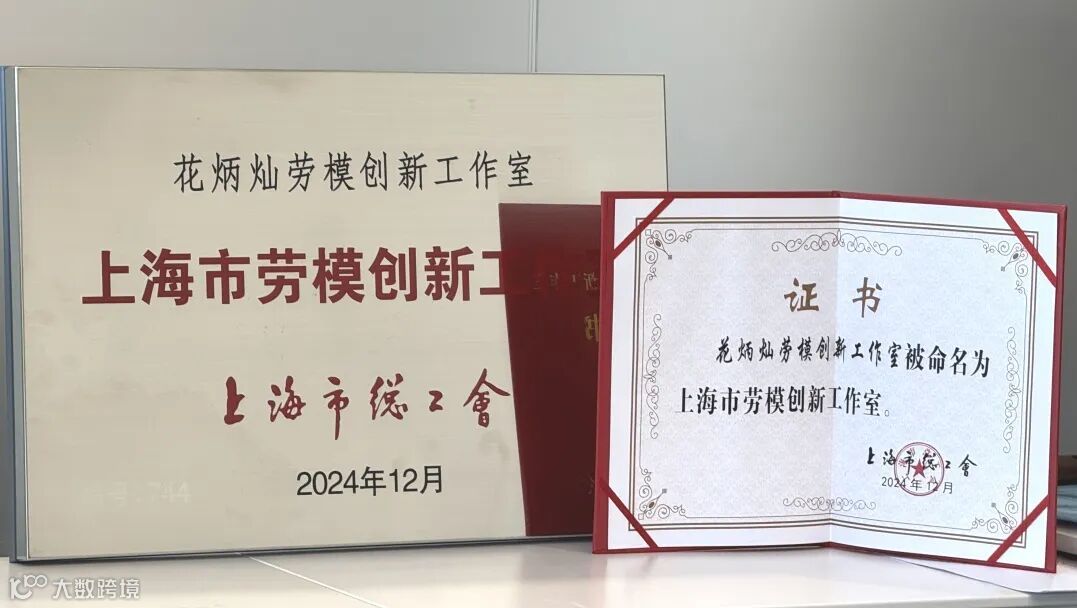 花炳灿劳模创新工作室
上海市劳模创新工
上海市总工會
2024年12月
证书
花炳灿劳模创新工作室被命名为
上海市劳模创新工作室。
上海市总工會
2024年12月
书
大数跨境